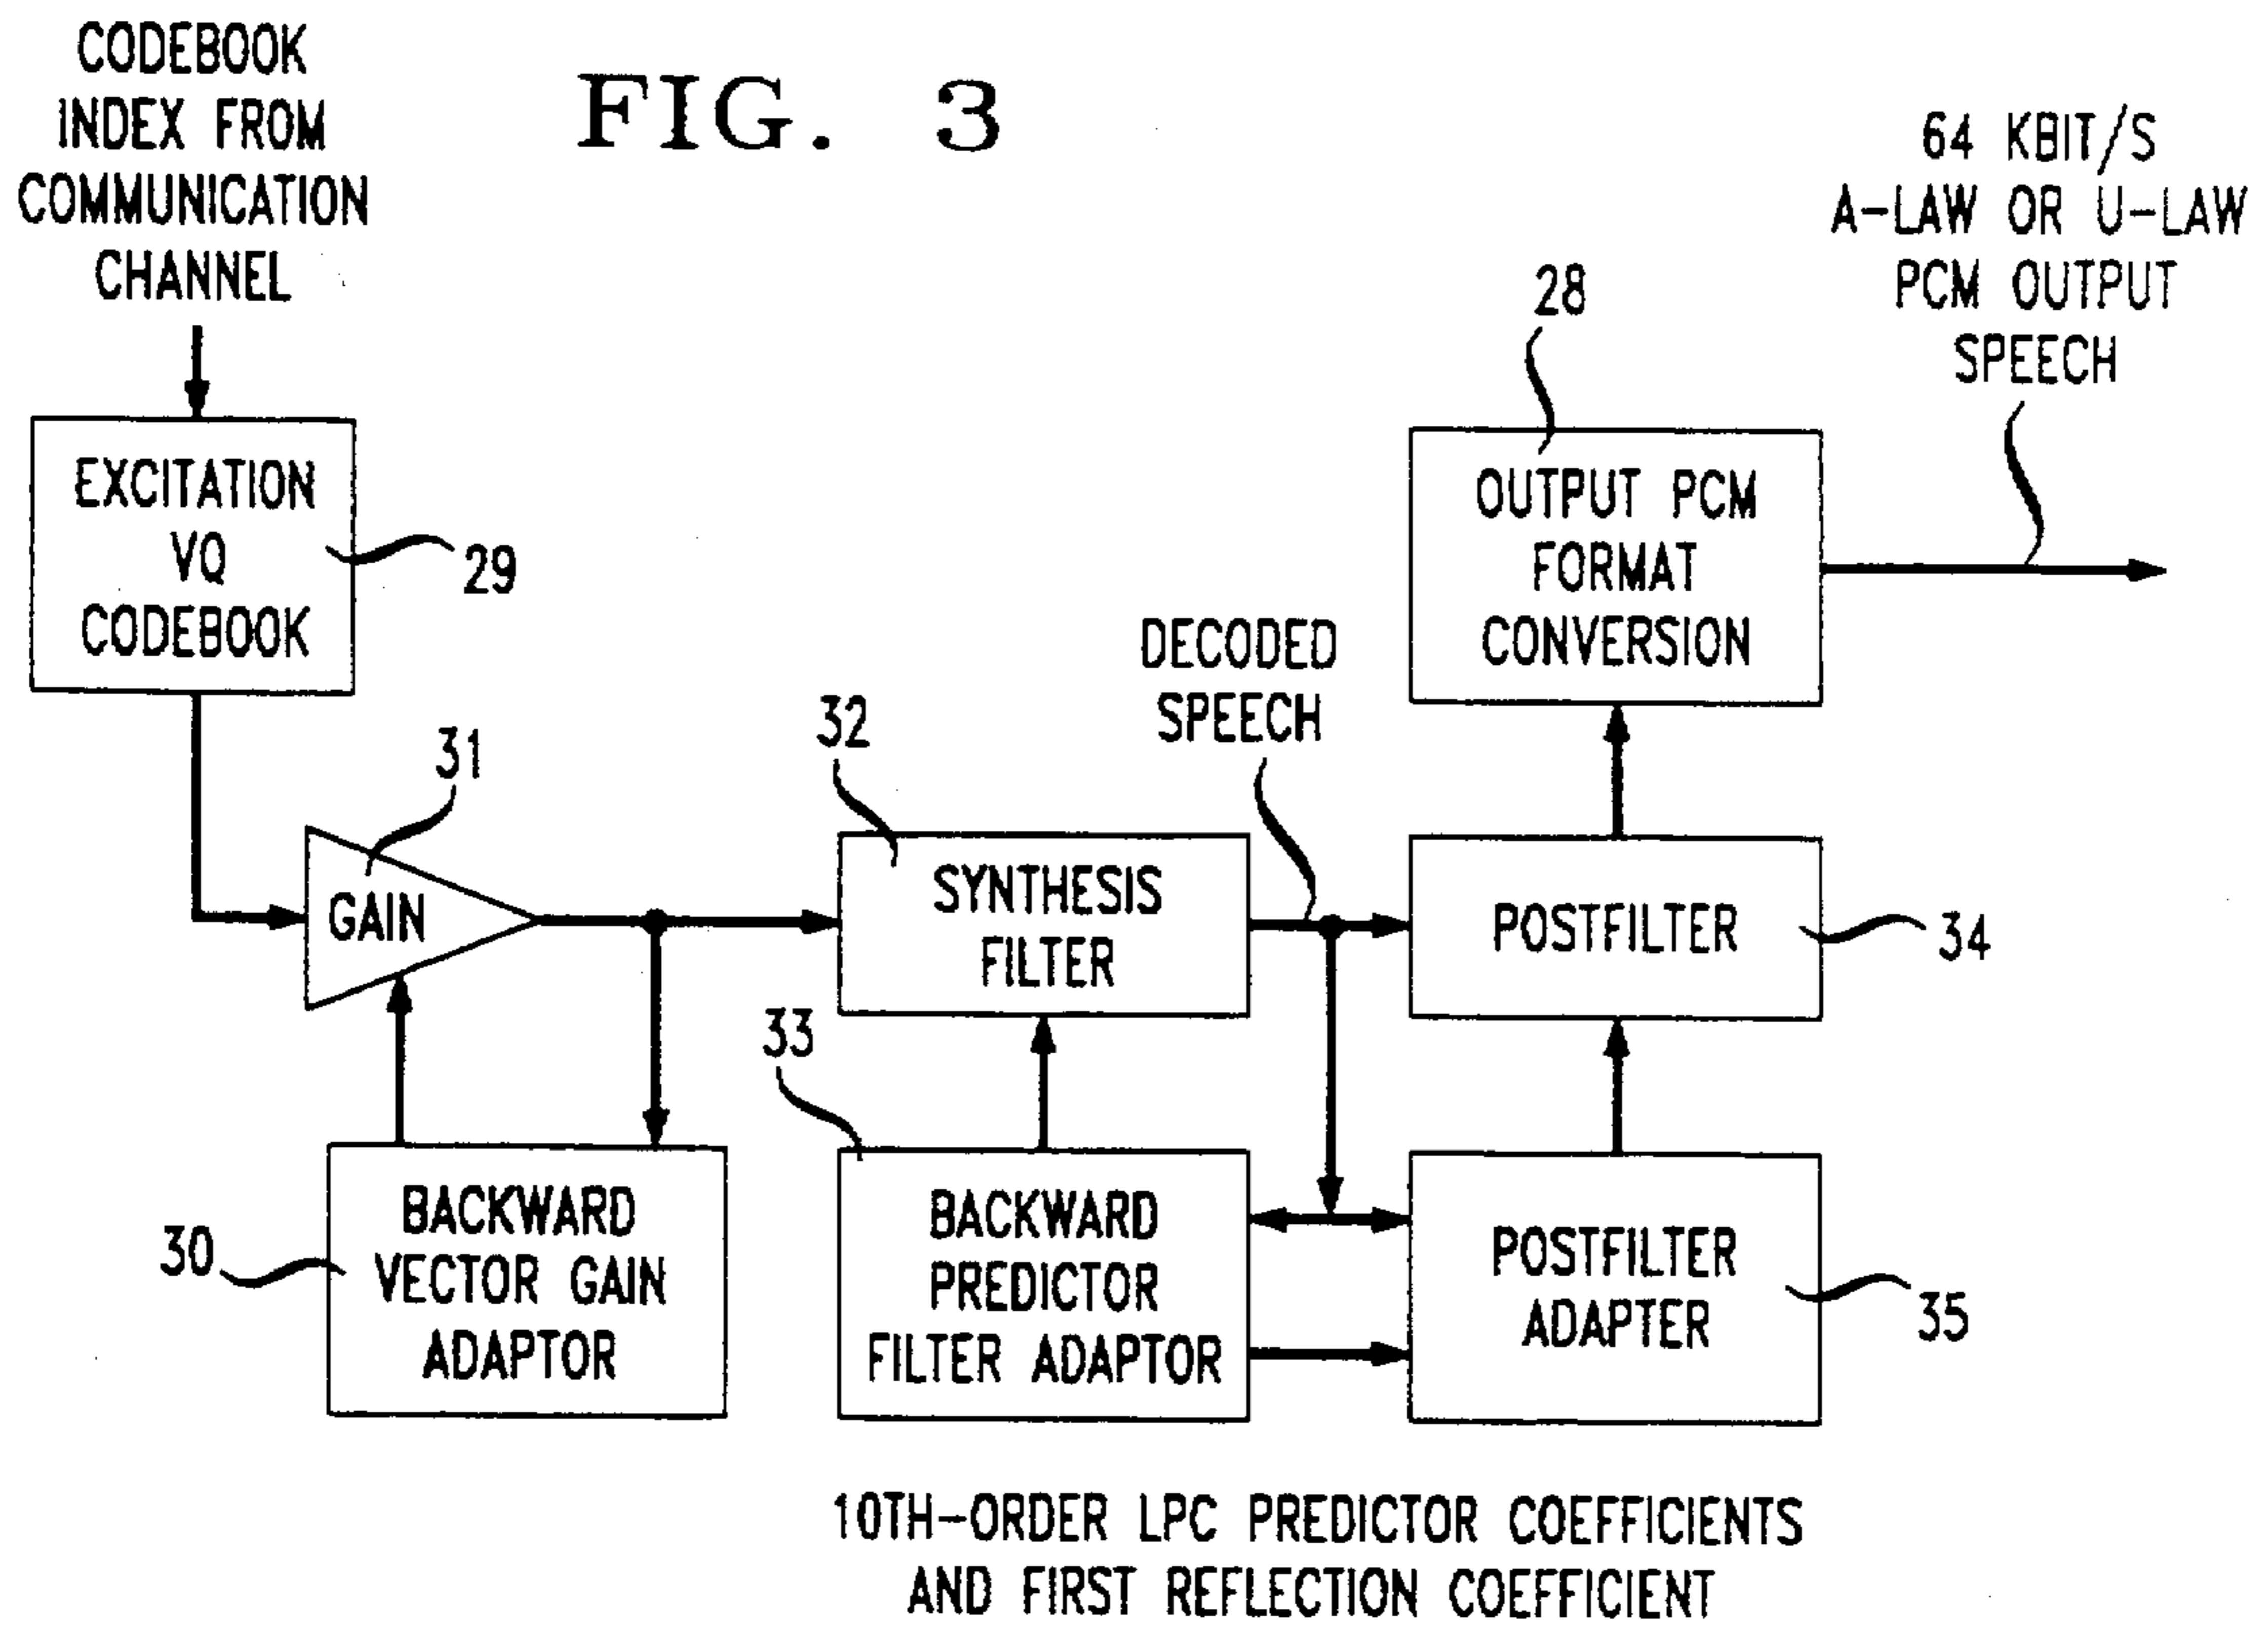 CODEBOOK
INDEX FROM
COMMUNICATION
CHANNEL
FIG. 3
64 KBIT/S
A-LAW OR U-LAW
PCM OUTPUT
SPEECH
28
EXCITATION
VQ
CODEBOOK
29
OUTPUT PCM
FORMAT
CONVERSION
DECODED
SPEECH
31
32
GAIN
SYNTHESIS
FILTER
POSTFILTER
34
33
30
BACKWARD
VECTOR GAIN
ADAPTOR
BACKWARD
PREDICTOR
FILTER ADAPTOR
POSTFILTER
ADAPTER
35
10TH-ORDER LPC PREDICTOR COEFFICIENTS
AND FIRST REFLECTION COEFFICIENT